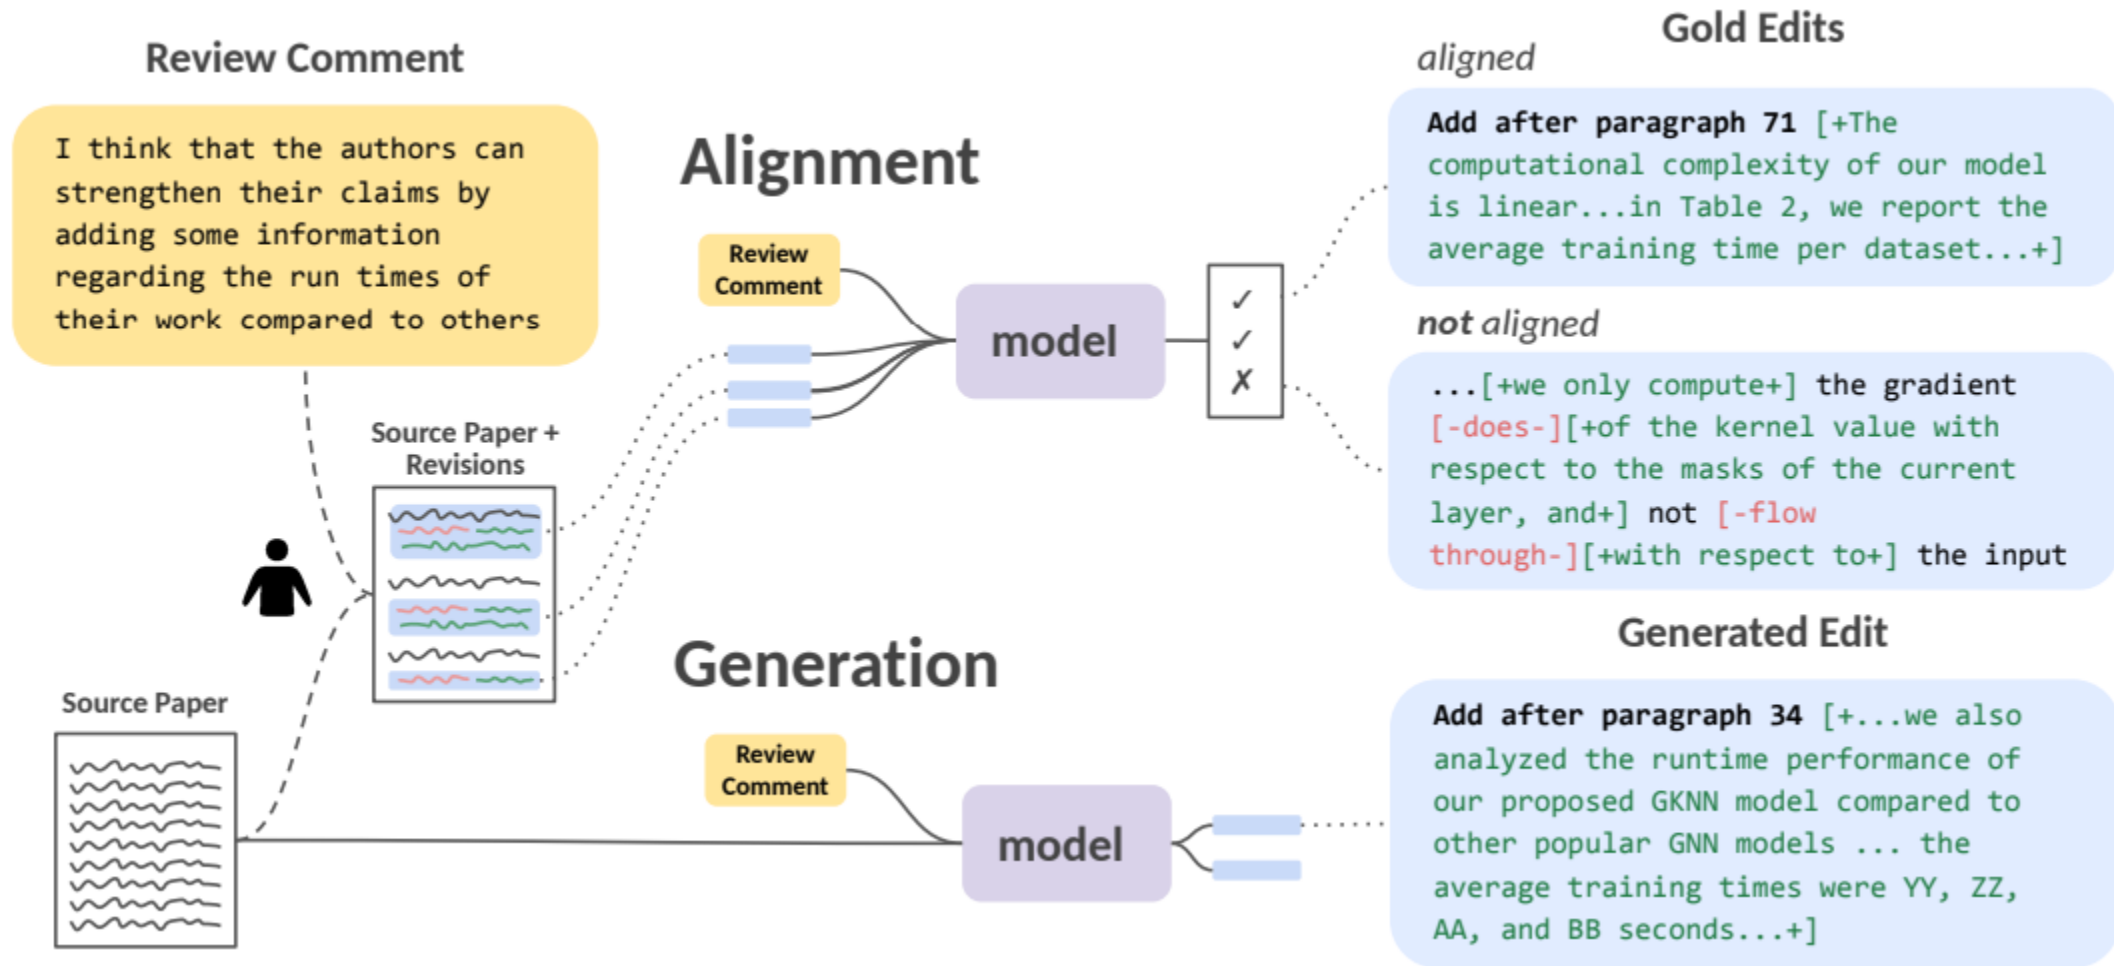 Review Comment
I think that the authors can
strengthen their claims by
adding some information
regarding the run times of
their work compared to others
Source Paper +
Revisions
Source Paper
Alignment
Review
Comment
model
✓
✓
✗
Gold Edits
aligned
Add after paragraph 71 [+The
computational complexity of our model
is linear...in Table 2, we report the
average training time per dataset...+]
not aligned
...[+we only compute+] the gradient
[-does-][+of the kernel value with
respect to the masks of the current
layer, and+] not [-flow
through-][+with respect to+] the input
Generation
Review
Comment
model
Generated Edit
Add after paragraph 34 [+...we also
analyzed the runtime performance of
our proposed GKNN model compared to
other popular GNN models ... the
average training times were YY, ZZ,
AA, and BB seconds...+]